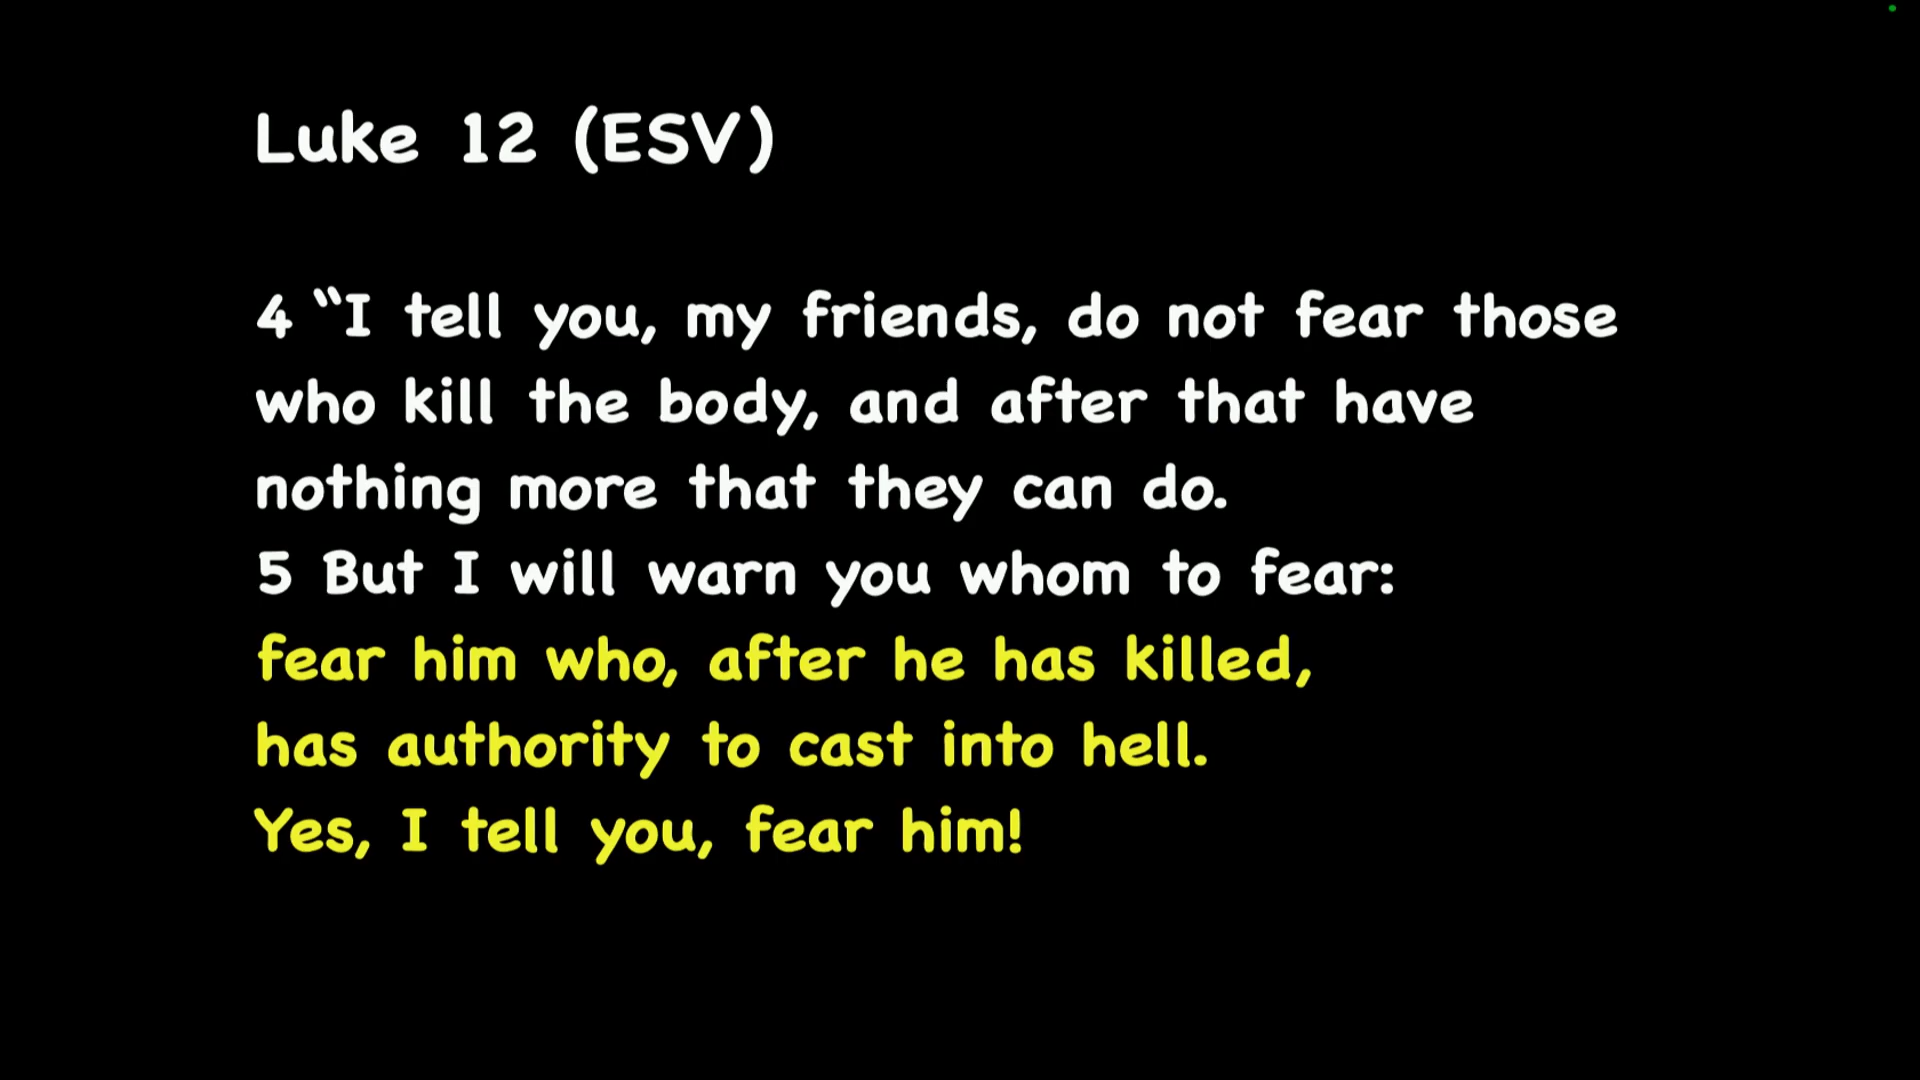 Luke 12 (ESV)
4 “I tell you, my friends, do not fear those
who kill the body, and after that have
nothing more that they can do.
5 But I will warn you whom to fear:
fear him who, after he has killed,
has authority to cast into hell.
Yes, I tell you, fear him!